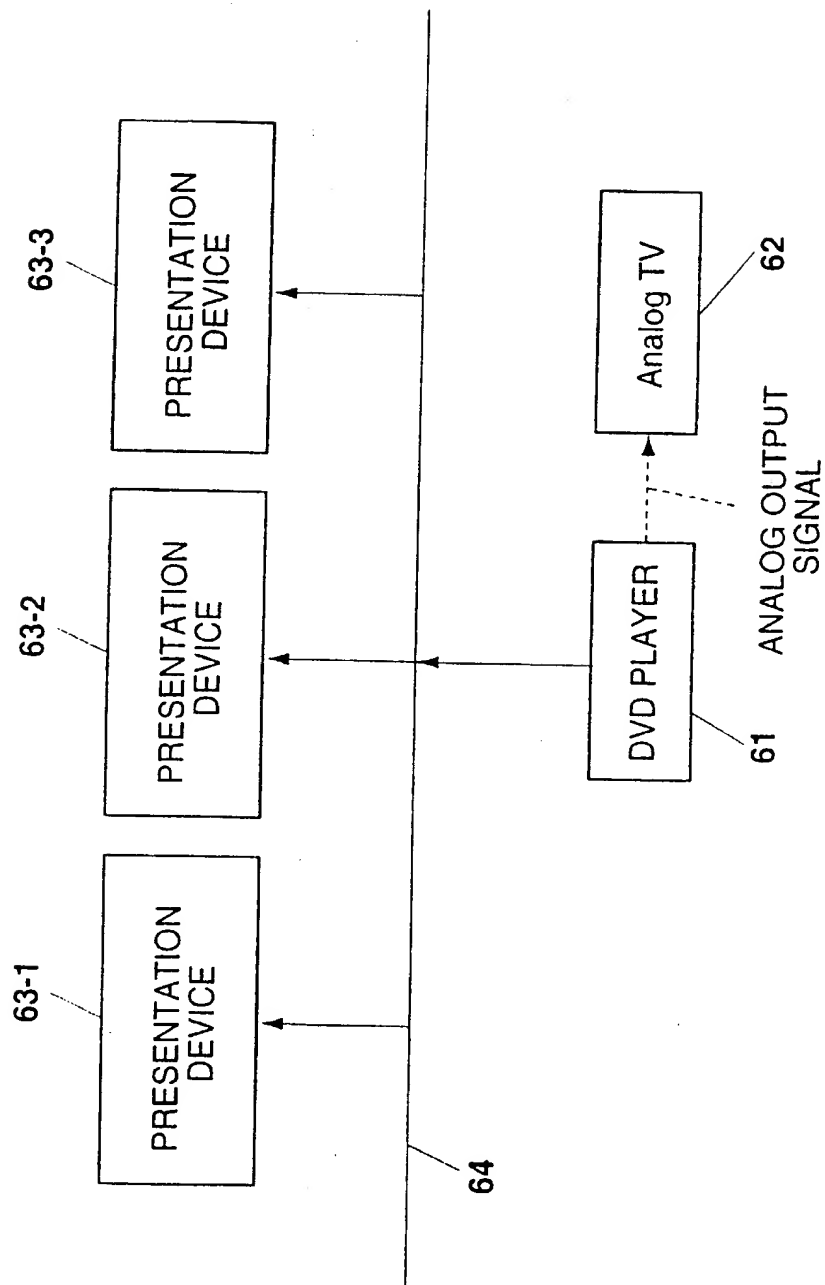 63-1
63-2
63-3
PRESENTATION
DEVICE
PRESENTATION
DEVICE
PRESENTATION
DEVICE
64
DVD PLAYER
61
Analog TV
62
ANALOG OUTPUT
SIGNAL